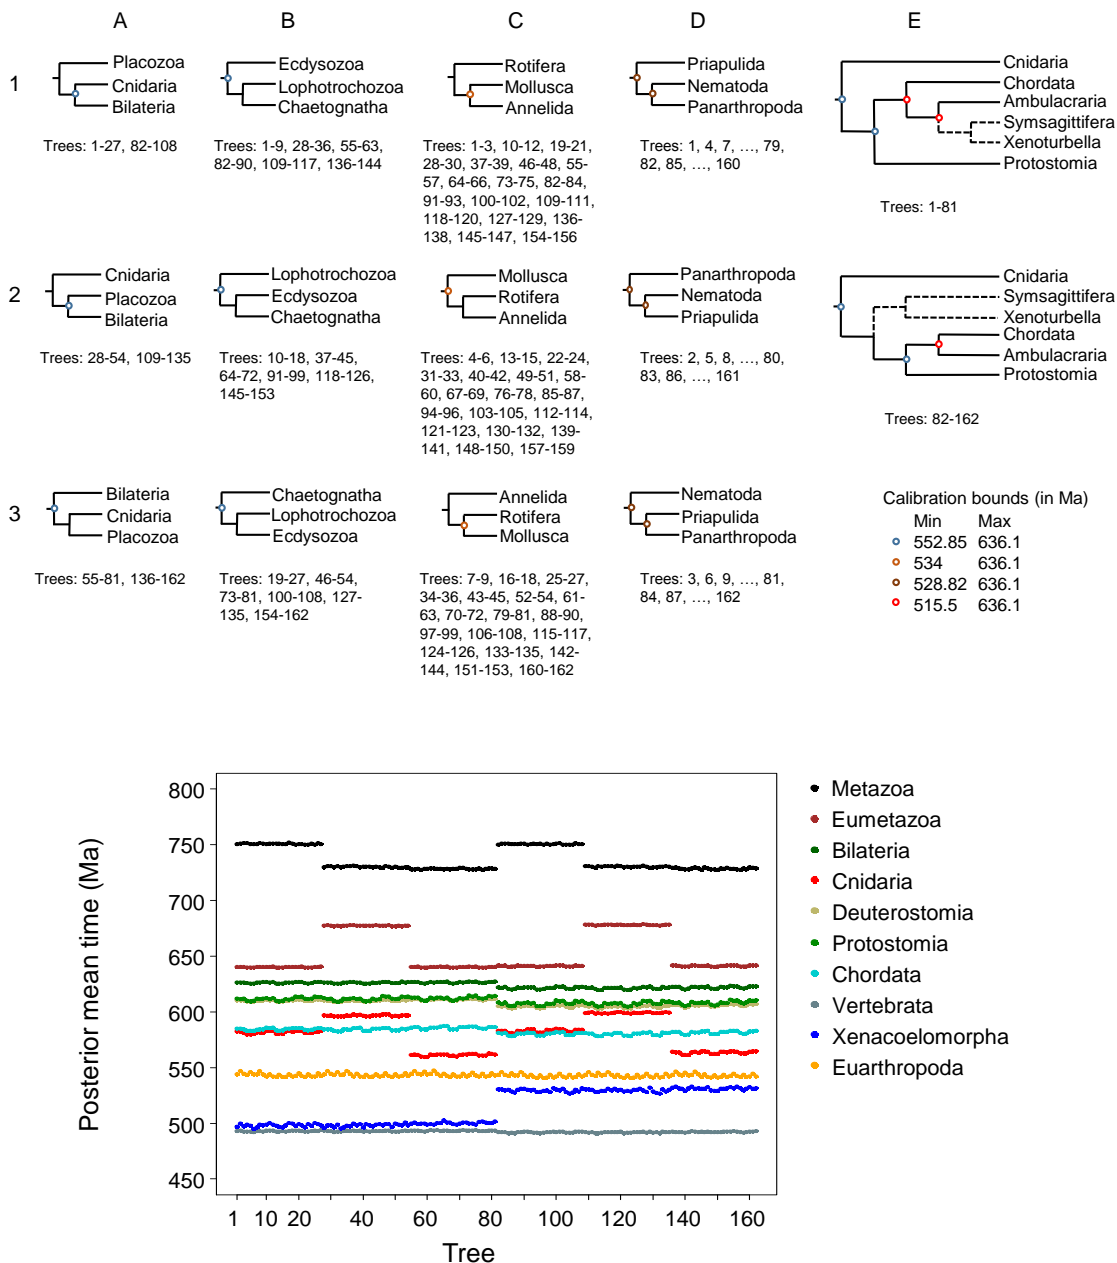 A B C D E
1
Placozoa
Cnidaria
Bilateria
Trees: 1-27, 82-108
Ecdysozoa
Lophotrochozoa
Chaetognatha
Trees: 1-9, 28-36, 55-63,
82-90, 109-117, 136-144
Rotifera
Mollusca
Annelida
Trees: 1-3, 10-12, 19-21,
28-30, 37-39, 46-48, 55-
57, 64-66, 73-75, 82-84,
91-93, 100-102, 109-111,
118-120, 127-129, 136-
138, 145-147, 154-156
Priapulida
Nematoda
Panarthropoda
Trees: 1, 4, 7, …, 79,
82, 85, …, 160
Cnidaria
Chordata
Ambulacraria
Symsagittifera
Xenoturbella
Protostomia
Trees: 1-81
2
Cnidaria
Placozoa
Bilateria
Trees: 28-54, 109-135
Lophotrochozoa
Ecdysozoa
Chaetognatha
Trees: 10-18, 37-45,
64-72, 91-99, 118-126,
145-153
Mollusca
Rotifera
Annelida
Trees: 4-6, 13-15, 22-24,
31-33, 40-42, 49-51, 58-
60, 67-69, 76-78, 85-87,
94-96, 103-105, 112-114,
121-123, 130-132, 139-
141, 148-150, 157-159
Panarthropoda
Nematoda
Priapulida
Trees: 2, 5, 8, …, 80,
83, 86, …, 161
Cnidaria
Symsagittifera
Xenoturbella
Chordata
Ambulacraria
Protostomia
Trees: 82-162
3
Bilateria
Cnidaria
Placozoa
Trees: 55-81, 136-162
Chaetognatha
Lophotrochozoa
Ecdysozoa
Trees: 19-27, 46-54,
73-81, 100-108, 127-
135, 154-162
Annelida
Rotifera
Mollusca
Trees: 7-9, 16-18, 25-27,
34-36, 43-45, 52-54, 61-
63, 70-72, 79-81, 88-90,
97-99, 106-108, 115-117,
124-126, 133-135, 142-
144, 151-153, 160-162
Nematoda
Priapulida
Panarthropoda
Trees: 3, 6, 9, …, 81,
84, 87, …, 162
Calibration bounds (in Ma)
Min Max
552.85 636.1
534 636.1
528.82 636.1
515.5 636.1
Posterior mean time (Ma)
800
750
700
650
600
550
500
450
1 10 20 40 60 80 100 120 140 160
Tree
Metazoa
Eumetazoa
Bilateria
Cnidaria
Deuterostomia
Protostomia
Chordata
Vertebrata
Xenacoelomorpha
Euarthropoda